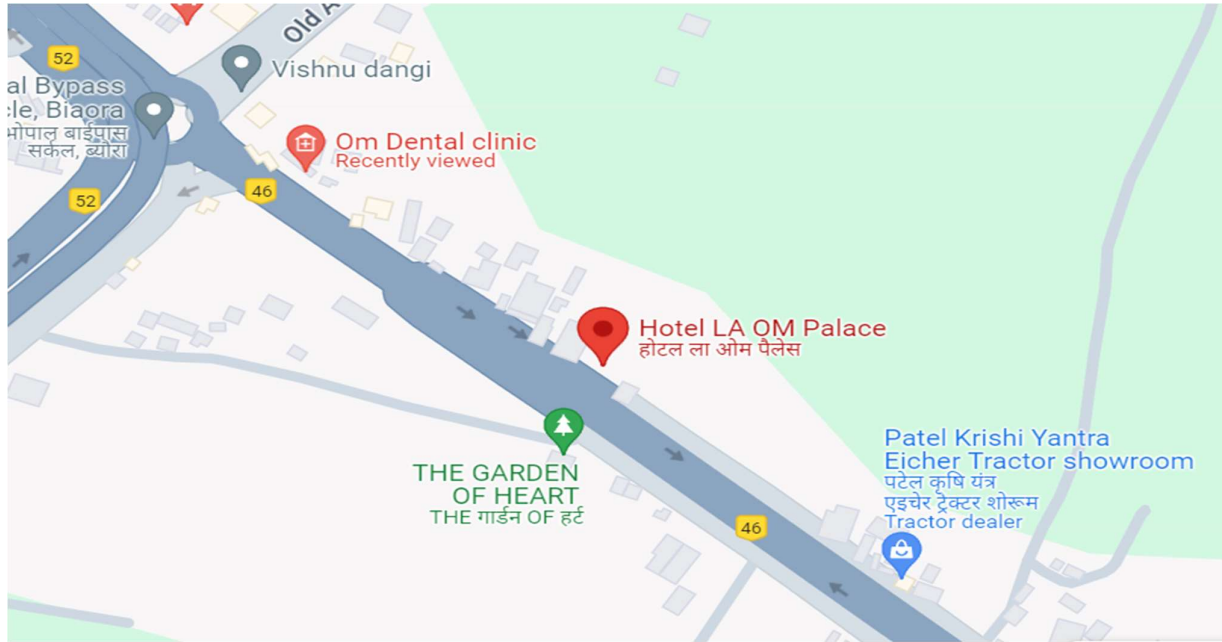 52
Old A
Vishnu dangi
al Bypass
cle, Biaora
भोपाल बाईपास
सर्कल, ब्यौरा
Om Dental clinic
Recently viewed
52
46
Hotel LA OM Palace
होटल ला ओम पैलेस
THE GARDEN
OF HEART
THE गार्डन OF हर्ट
Patel Krishi Yantra
Eicher Tractor showroom
पटेल कृषि यंत्र
एइचेर ट्रैक्टर शोरूम
Tractor dealer
46